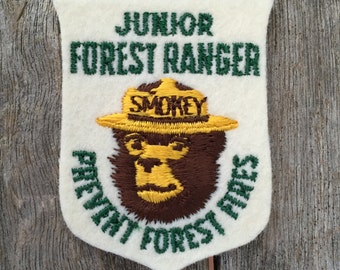 JUNIOR
FOREST RANGER
SMOKEY
PREVENT FOREST FIRES